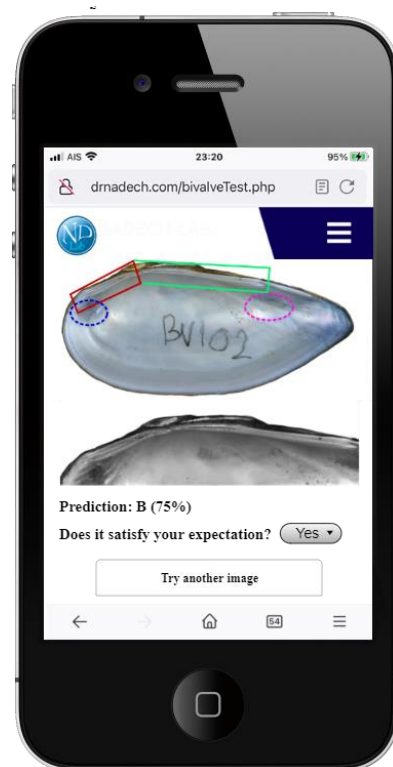 AIS 23:20 95%
drnadech.com/bivalveTest.php
ND
BV102
Prediction: B (75%)
Does it satisfy your expectation? Yes
Try another image
54